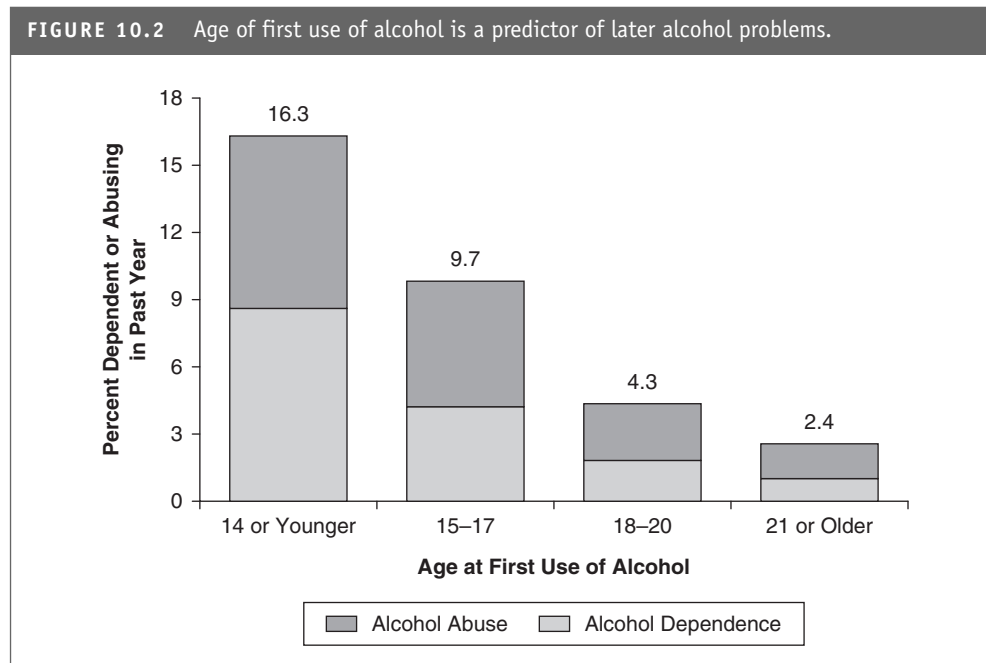 FIGURE 10.2 Age of first use of alcohol is a predictor of later alcohol problems.
Percent Dependent or Abusing
in Past Year
18
15
12
9
6
3
0
16.3
9.7
4.3
2.4
14 or Younger
15–17
18–20
21 or Older
Age at First Use of Alcohol
Alcohol Abuse
Alcohol Dependence